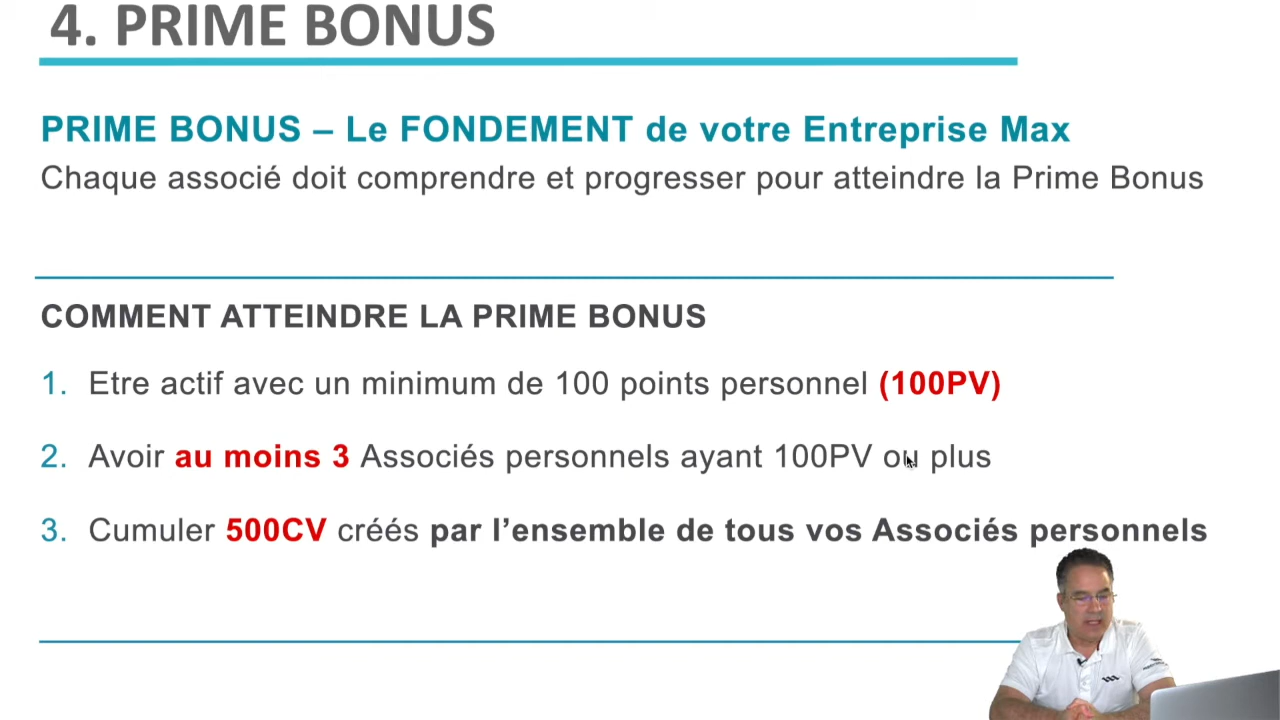 4. PRIME BONUS
PRIME BONUS – Le FONDEMENT de votre Entreprise Max
Chaque associé doit comprendre et progresser pour atteindre la Prime Bonus
COMMENT ATTEINDRE LA PRIME BONUS
1. Etre actif avec un minimum de 100 points personnel (100PV)
2. Avoir au moins 3 Associés personnels ayant 100PV ou plus
3. Cumuler 500CV créés par l’ensemble de tous vos Associés personnels